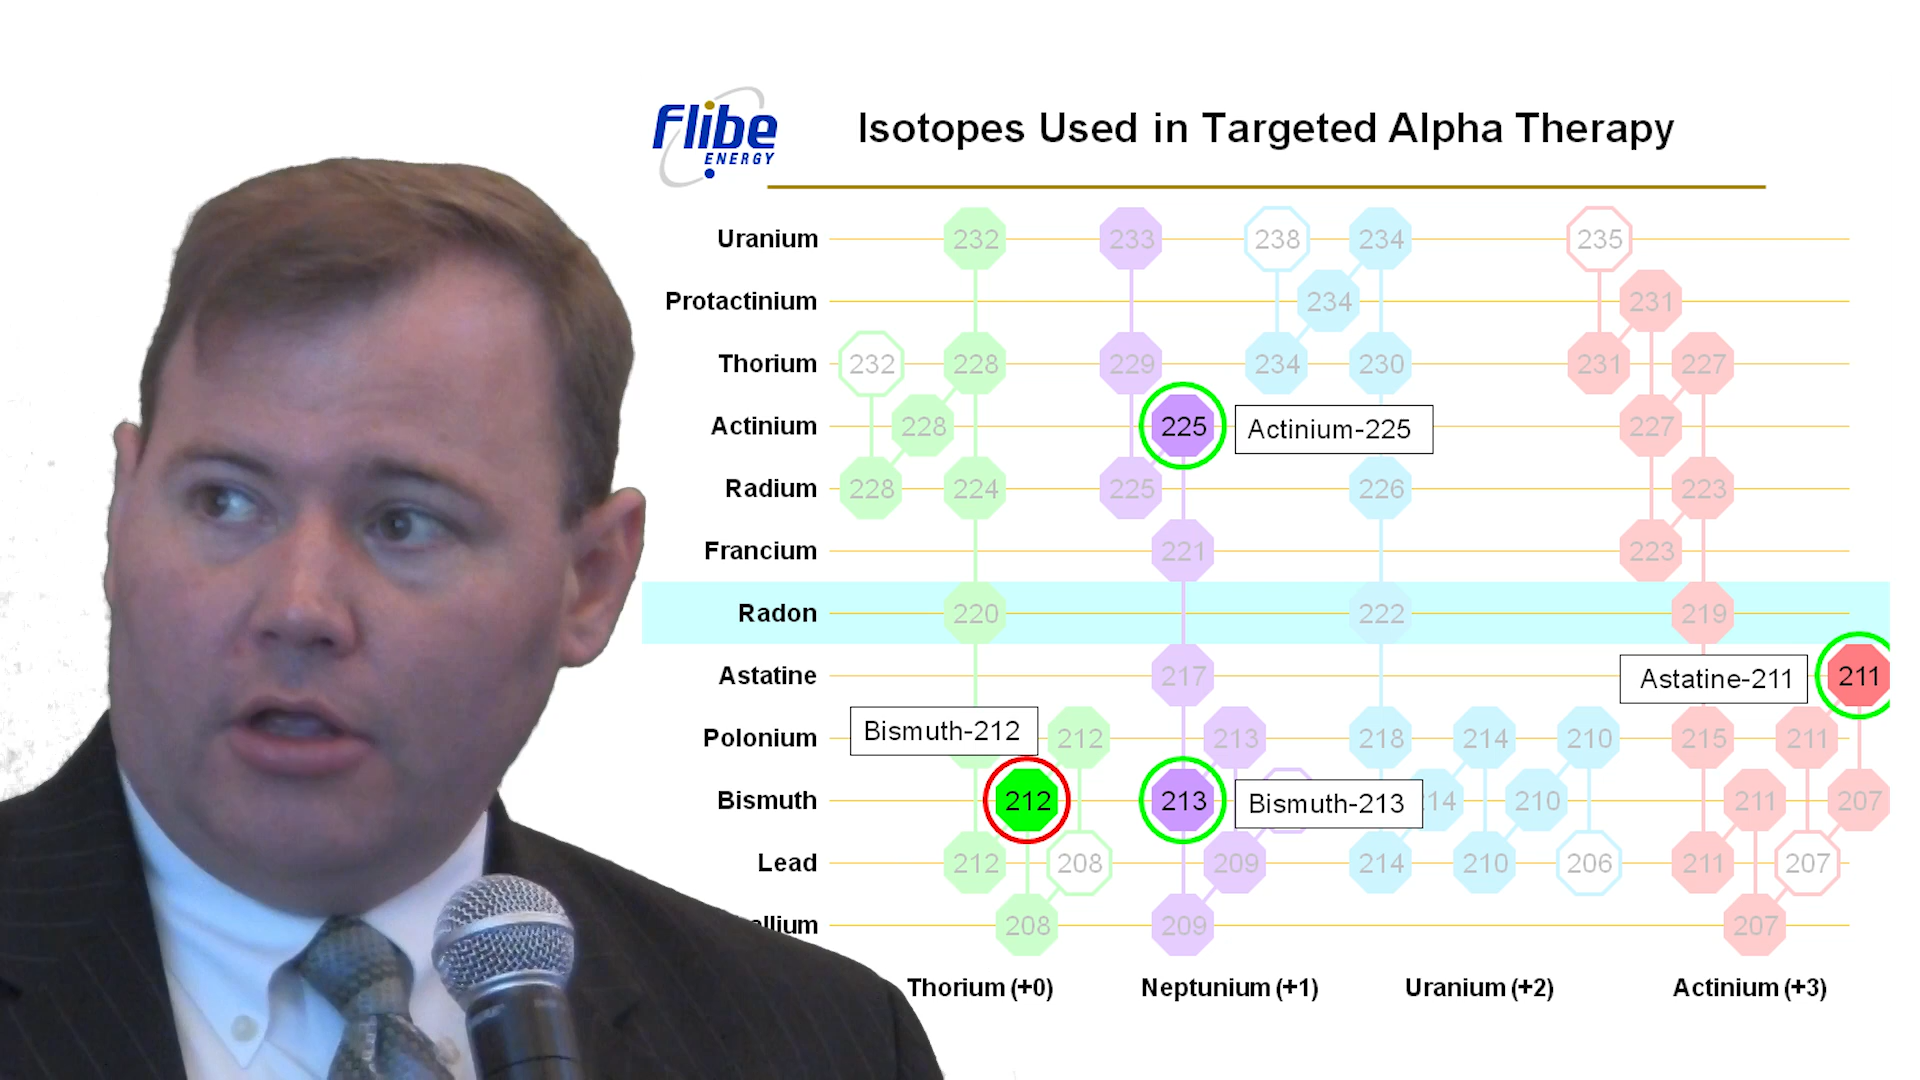 Flibe
ENERGY
Isotopes Used in Targeted Alpha Therapy
Uranium 232 233 238 234 235
Protactinium 234 231
Thorium 232 228 229 234 230 231 227
Actinium 228 225 Actinium-225 227
Radium 228 224 225 226 223
Francium 221 223
Radon 220 222 219
Astatine 217 Astatine-211 211
Polonium Bismuth-212 212 213 218 214 210 215 211
Bismuth 212 213 Bismuth-213 14 210 211 207
Lead 212 208 209 214 210 206 211 207
llium 208 209 207
Thorium (+0) Neptunium (+1) Uranium (+2) Actinium (+3)